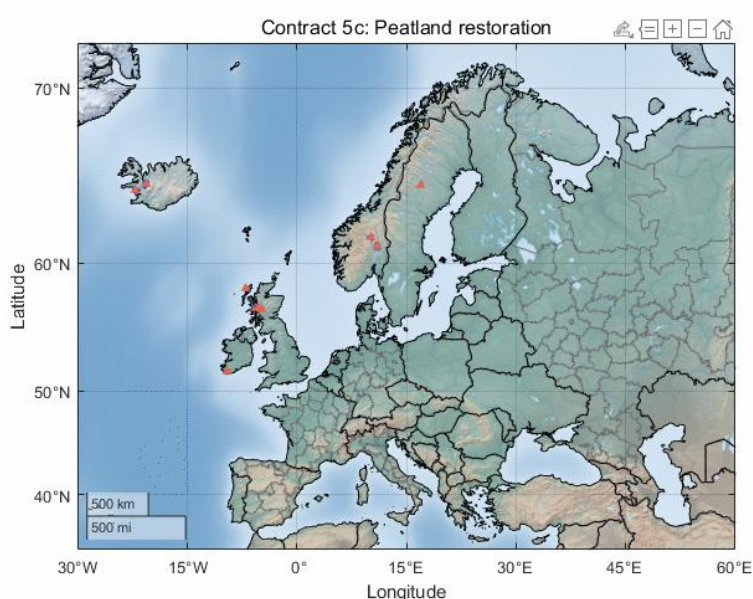 Contract 5c: Peatland restoration
70°N
60°N
50°N
40°N
Latitude
500 km
500 mi
30°W
15°W
0°
15°E
30°E
45°E
60°E
Longitude